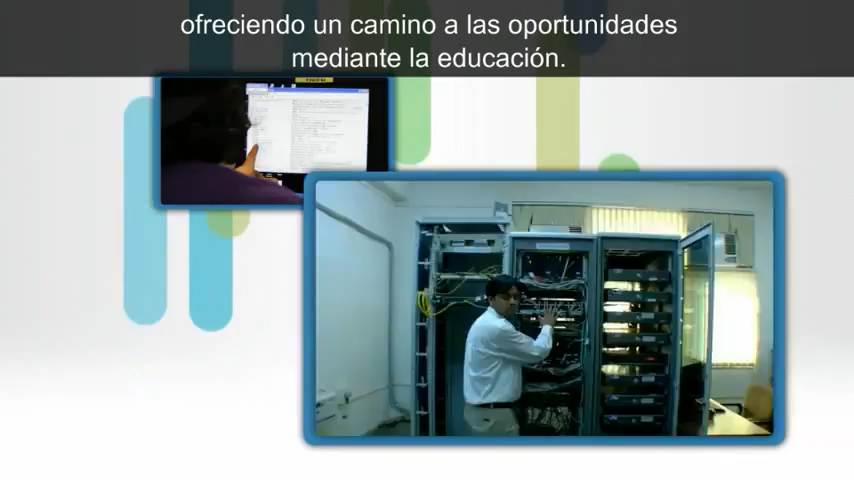 ofreciendo un camino a las oportunidades
mediante la educación.